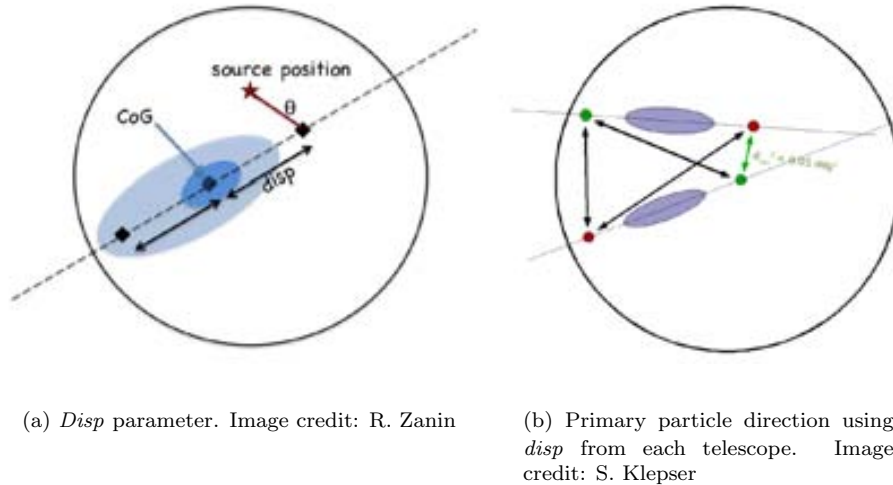 source position
θ
CoG
disp
(a) Disp parameter. Image credit: R. Zanin
(b) Primary particle direction using
disp from each telescope. Image
credit: S. Klepser